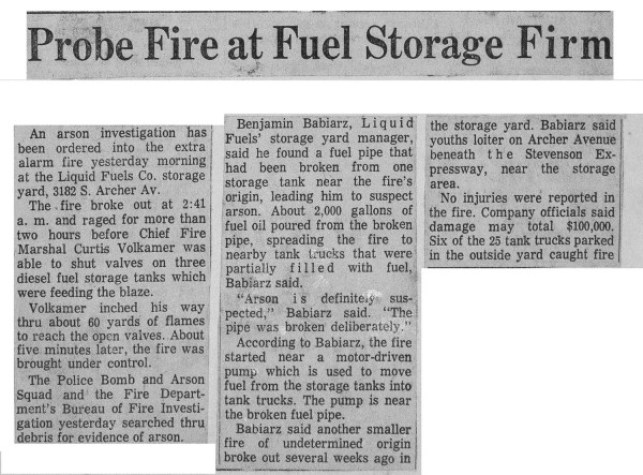 Probe Fire at Fuel Storage Firm
An arson investigation has
been ordered into the extra
alarm fire yesterday morning
at the Liquid Fuels Co. storage
yard, 3182 S. Archer Av.
The fire broke out at 2:41
a. m. and raged for more than
two hours before Chief Fire
Marshal Curtis Volkamer was
able to shut valves on three
diesel fuel storage tanks which
were feeding the blaze.
Volkamer inched his way
thru about 60 yards of flames
to reach the open valves. About
five minutes later, the fire was
brought under control.
The Police Bomb and Arson
Squad and the Fire Depart-
ment's Bureau of Fire Investi-
gation yesterday searched thru
debris for evidence of arson.
Benjamin Babiarz, Liquid
Fuels' storage yard manager,
said he found a fuel pipe that
had been broken from one
storage tank near the fire's
origin, leading him to suspect
arson. About 2,000 gallons of
fuel oil poured from the broken
pipe, spreading the fire to
nearby tank trucks that were
partially filled with fuel,
Babiarz said.
"Arson is definitely sus-
pected," Babiarz said. "The
pipe was broken deliberately."
According to Babiarz, the fire
started near a motor-driven
pump which is used to move
fuel from the storage tanks into
tank trucks. The pump is near
the broken fuel pipe.
Babiarz said another smaller
fire of undetermined origin
broke out several weeks ago in
the storage yard. Babiarz said
youths loiter on Archer Avenue
beneath the Stevenson Ex-
pressway, near the storage
area.
No injuries were reported in
the fire. Company officials said
damage may total $100,000.
Six of the 25 tank trucks parked
in the outside yard caught fire